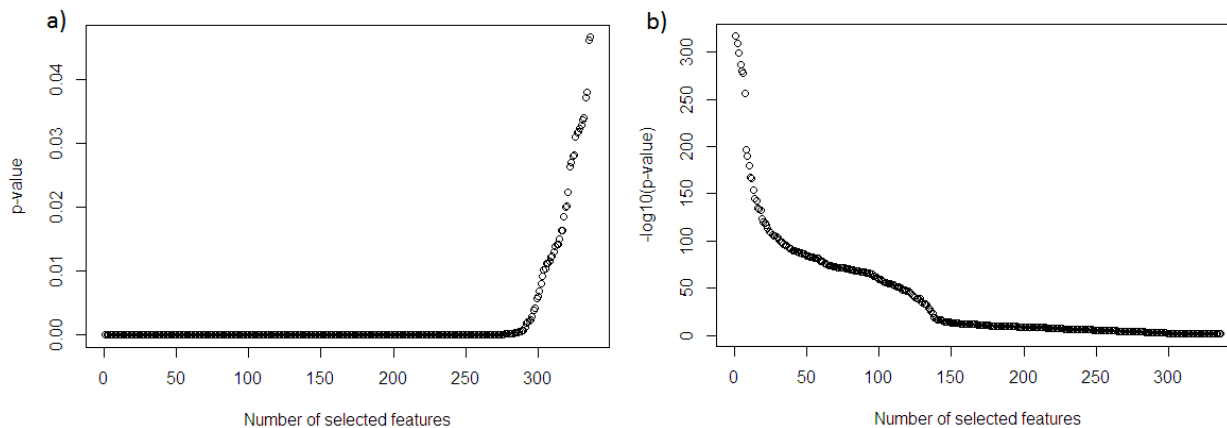 a)
p-value
0.04
0.03
0.02
0.01
0.00
0 50 100 150 200 250 300
Number of selected features
b)
-log10(p-value)
300
250
200
150
100
50
0
0 50 100 150 200 250 300
Number of selected features